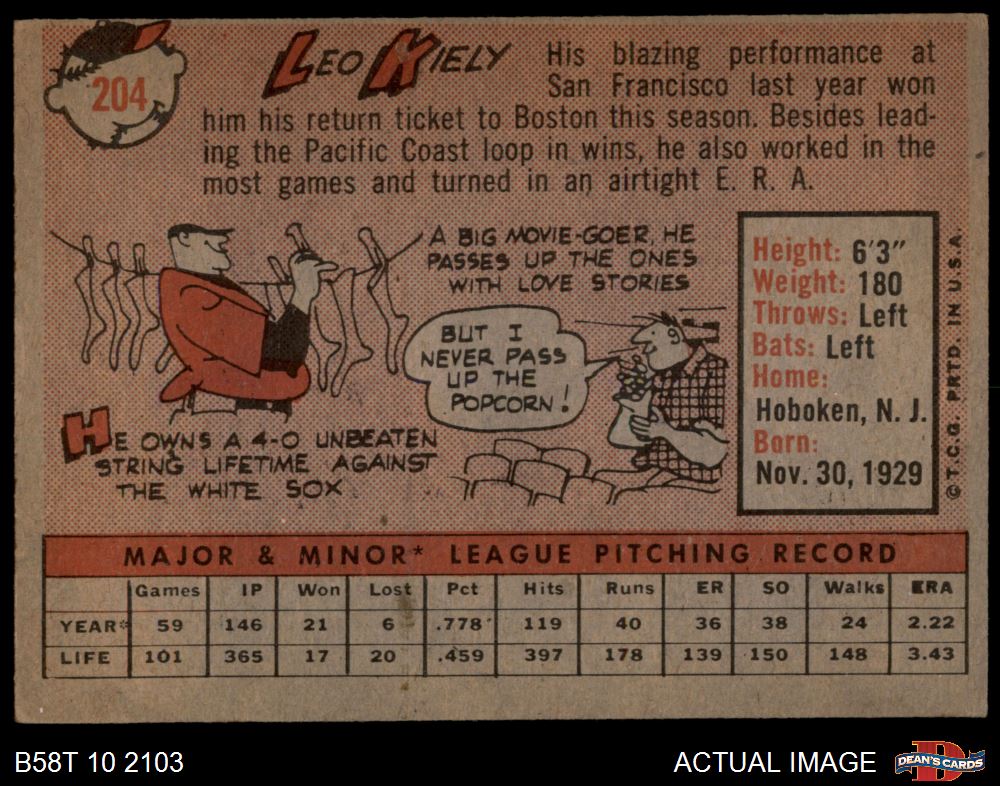 204
LEO KIELY
His blazing performance at
San Francisco last year won
him his return ticket to Boston this season. Besides lead-
ing the Pacific Coast loop in wins, he also worked in the
most games and turned in an airtight E. R. A.
A BIG MOVIE-GOER, HE
PASSES UP THE ONES
WITH LOVE STORIES
BUT I
NEVER PASS
UP THE
POPCORN!
HE OWNS A 4-0 UNBEATEN
STRING LIFETIME AGAINST
THE WHITE SOX
Height: 6'3"
Weight: 180
Throws: Left
Bats: Left
Home:
Hoboken, N. J.
Born:
Nov. 30, 1929
© T.C.G. PRTD. IN U.S.A.
MAJOR & MINOR* LEAGUE PITCHING RECORD
Games IP Won Lost Pct Hits Runs ER SO Walks ERA
YEAR* 59 146 21 6 .778 119 40 36 38 24 2.22
LIFE 101 365 17 20 .459 397 178 139 150 148 3.43
B58T 10 2103
ACTUAL IMAGE
D
DEAN'S CARDS